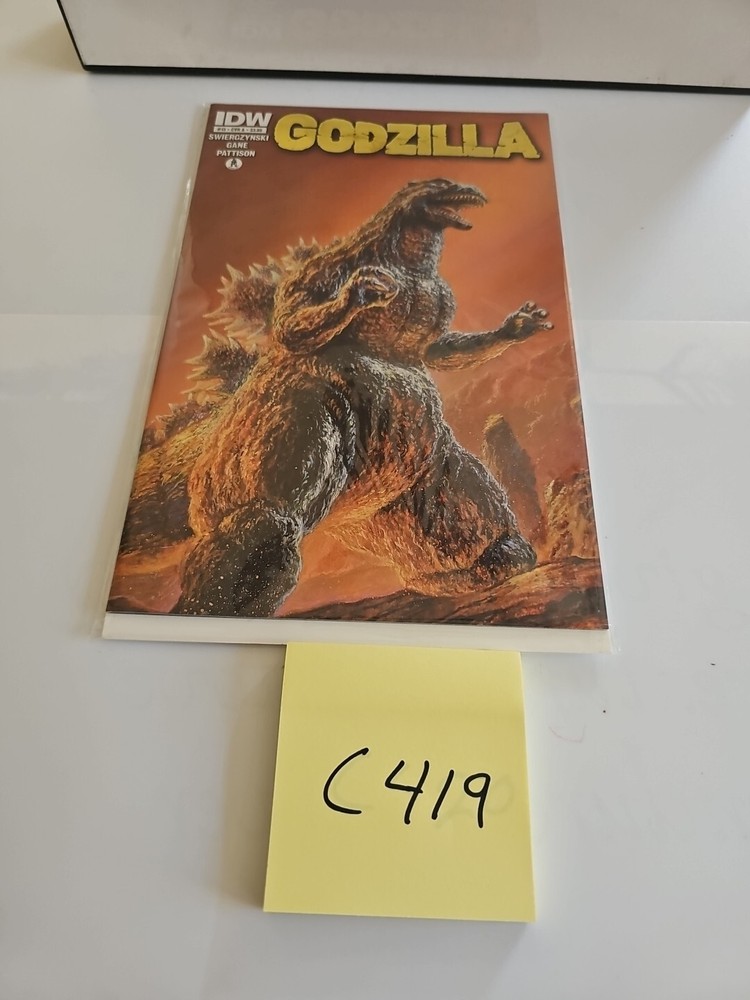 IDW
GODZILLA
SWIERCZYNSKI
GANE
PATTISON
C419